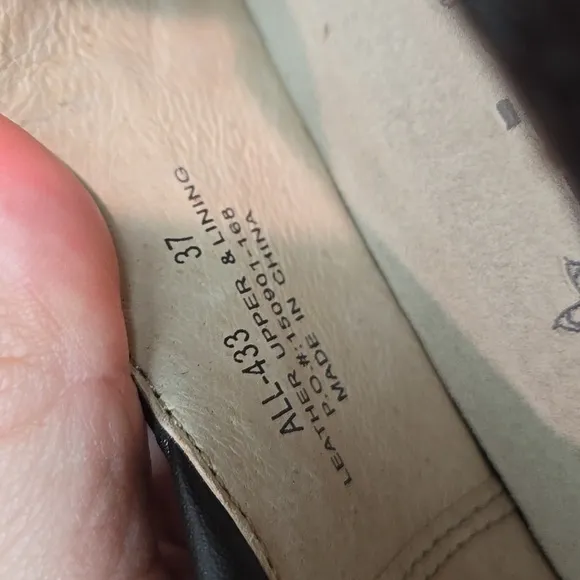 ALL-433 37
LEATHER UPPER & LINING
P.O.#:150901-168
MADE IN CHINA